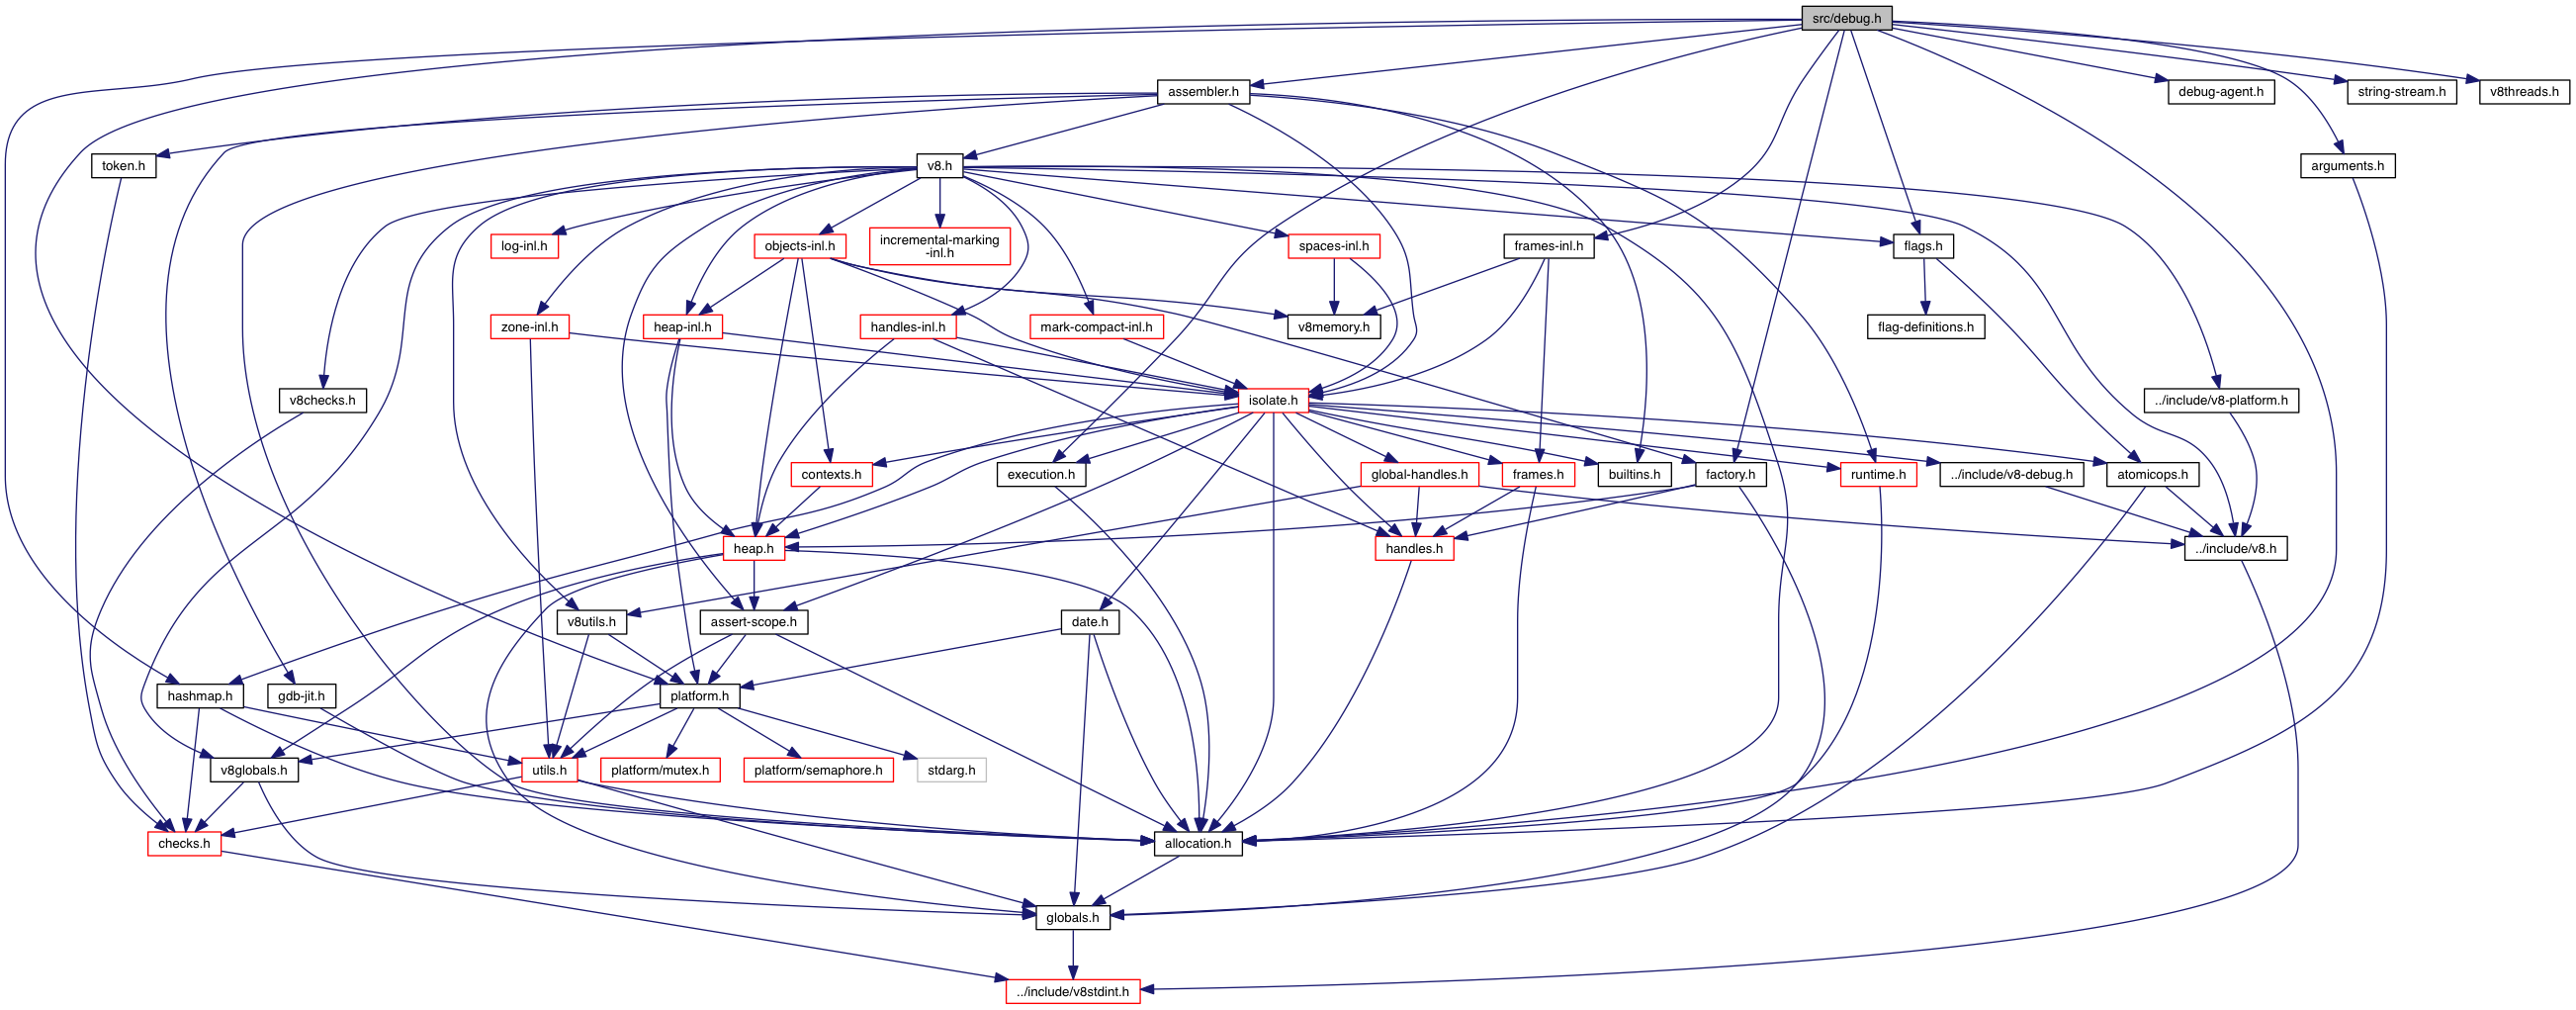 src/debug.h
assembler.h
debug-agent.h
string-stream.h
v8threads.h
token.h
v8.h
arguments.h
log-inl.h
objects-inl.h
incremental-marking
-inl.h
spaces-inl.h
frames-inl.h
flags.h
zone-inl.h
heap-inl.h
handles-inl.h
mark-compact-inl.h
v8memory.h
flag-definitions.h
v8checks.h
isolate.h
../include/v8-platform.h
contexts.h
execution.h
global-handles.h
frames.h
builtins.h
factory.h
runtime.h
../include/v8-debug.h
atomicops.h
heap.h
handles.h
../include/v8.h
v8utils.h
assert-scope.h
date.h
hashmap.h
gdb-jit.h
platform.h
v8globals.h
utils.h
platform/mutex.h
platform/semaphore.h
stdarg.h
checks.h
allocation.h
globals.h
../include/v8stdint.h